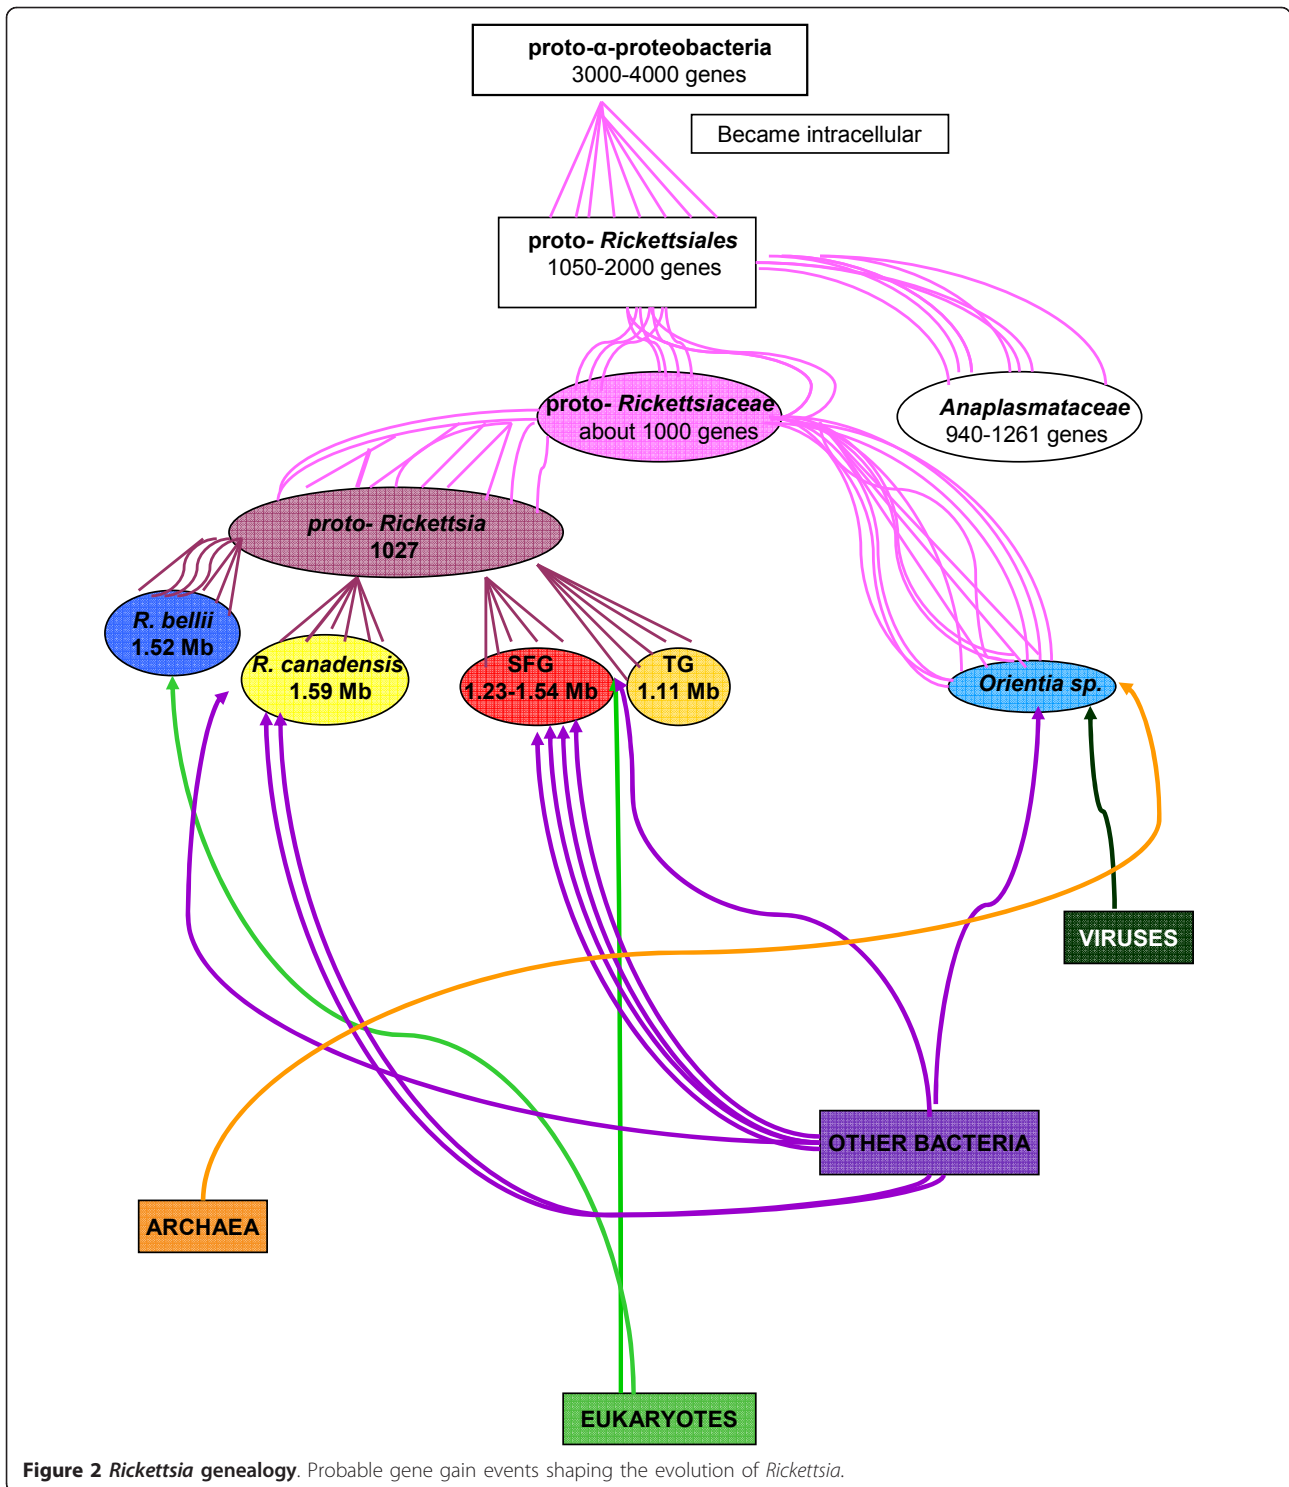 proto-α-proteobacteria
3000-4000 genes
Became intracellular
proto- Rickettsiales
1050-2000 genes
proto- Rickettsiaceae
about 1000 genes
Anaplasmataceae
940-1261 genes
proto- Rickettsia
1027
R. bellii
1.52 Mb
R. canadensis
1.59 Mb
SFG
1.23-1.54 Mb
TG
1.11 Mb
Orientia sp.
VIRUSES
OTHER BACTERIA
ARCHAEA
EUKARYOTES
Figure 2 Rickettsia genealogy. Probable gene gain events shaping the evolution of Rickettsia.